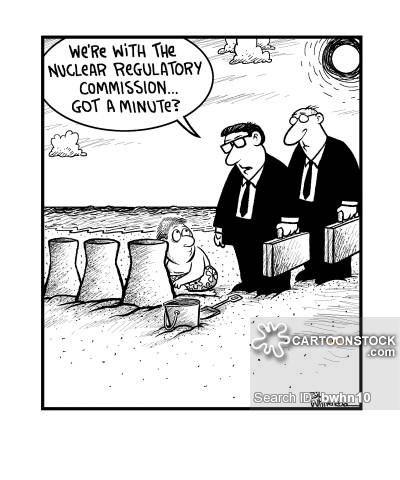 We're with the
Nuclear Regulatory
Commission...
Got a minute?
CARTOONSTOCK
.com
Search ID: bwhn10